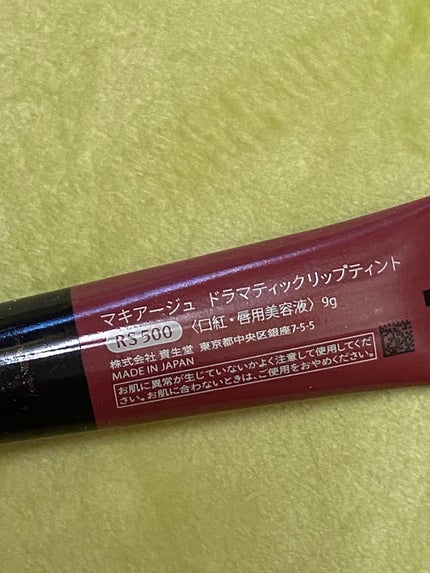 マキアージュ ドラマティックリップティント
RS 500 〈口紅・唇用美容液〉9g
株式会社 資生堂 東京都中央区銀座7-5-5
MADE IN JAPAN
お肌に異常が生じていないかよく注意して使用してくだ
さい。お肌に合わないときは、ご使用をおやめください。